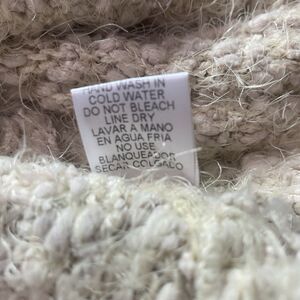 HAND WASH IN
COLD WATER
DO NOT BLEACH
LINE DRY
LAVAR A MANO
EN AGUA FRIA
NO USE
BLANQUEADOR
SECAR COLGALO